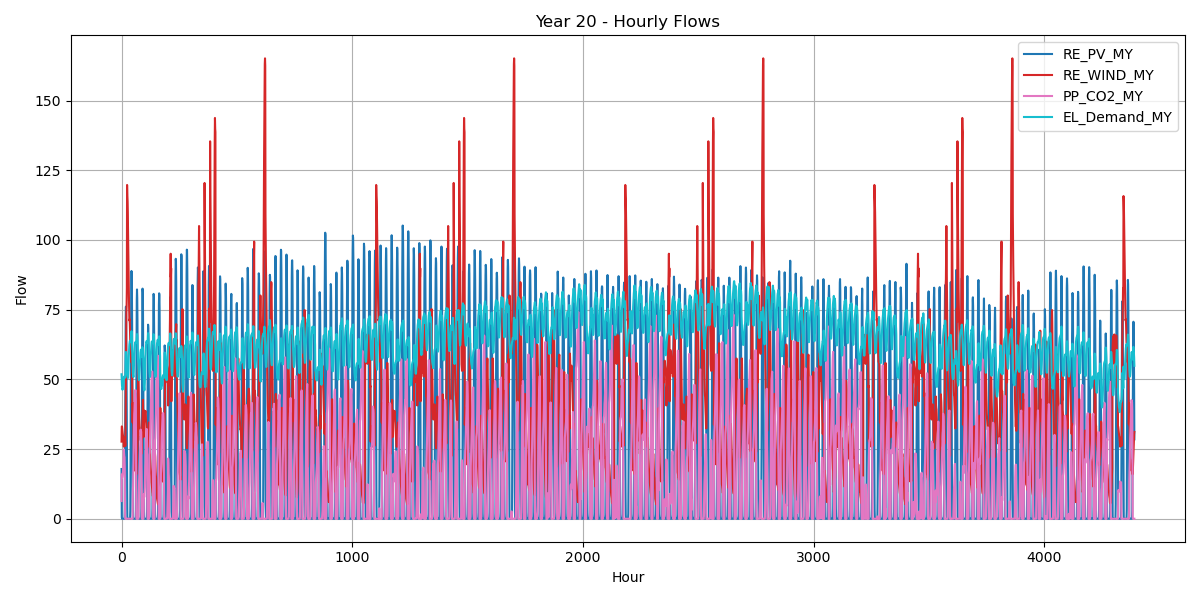 Year 20 - Hourly Flows
RE_PV_MY
RE_WIND_MY
PP_CO2_MY
EL_Demand_MY
Flow
150
125
100
75
50
25
0
0 1000 2000 3000 4000
Hour